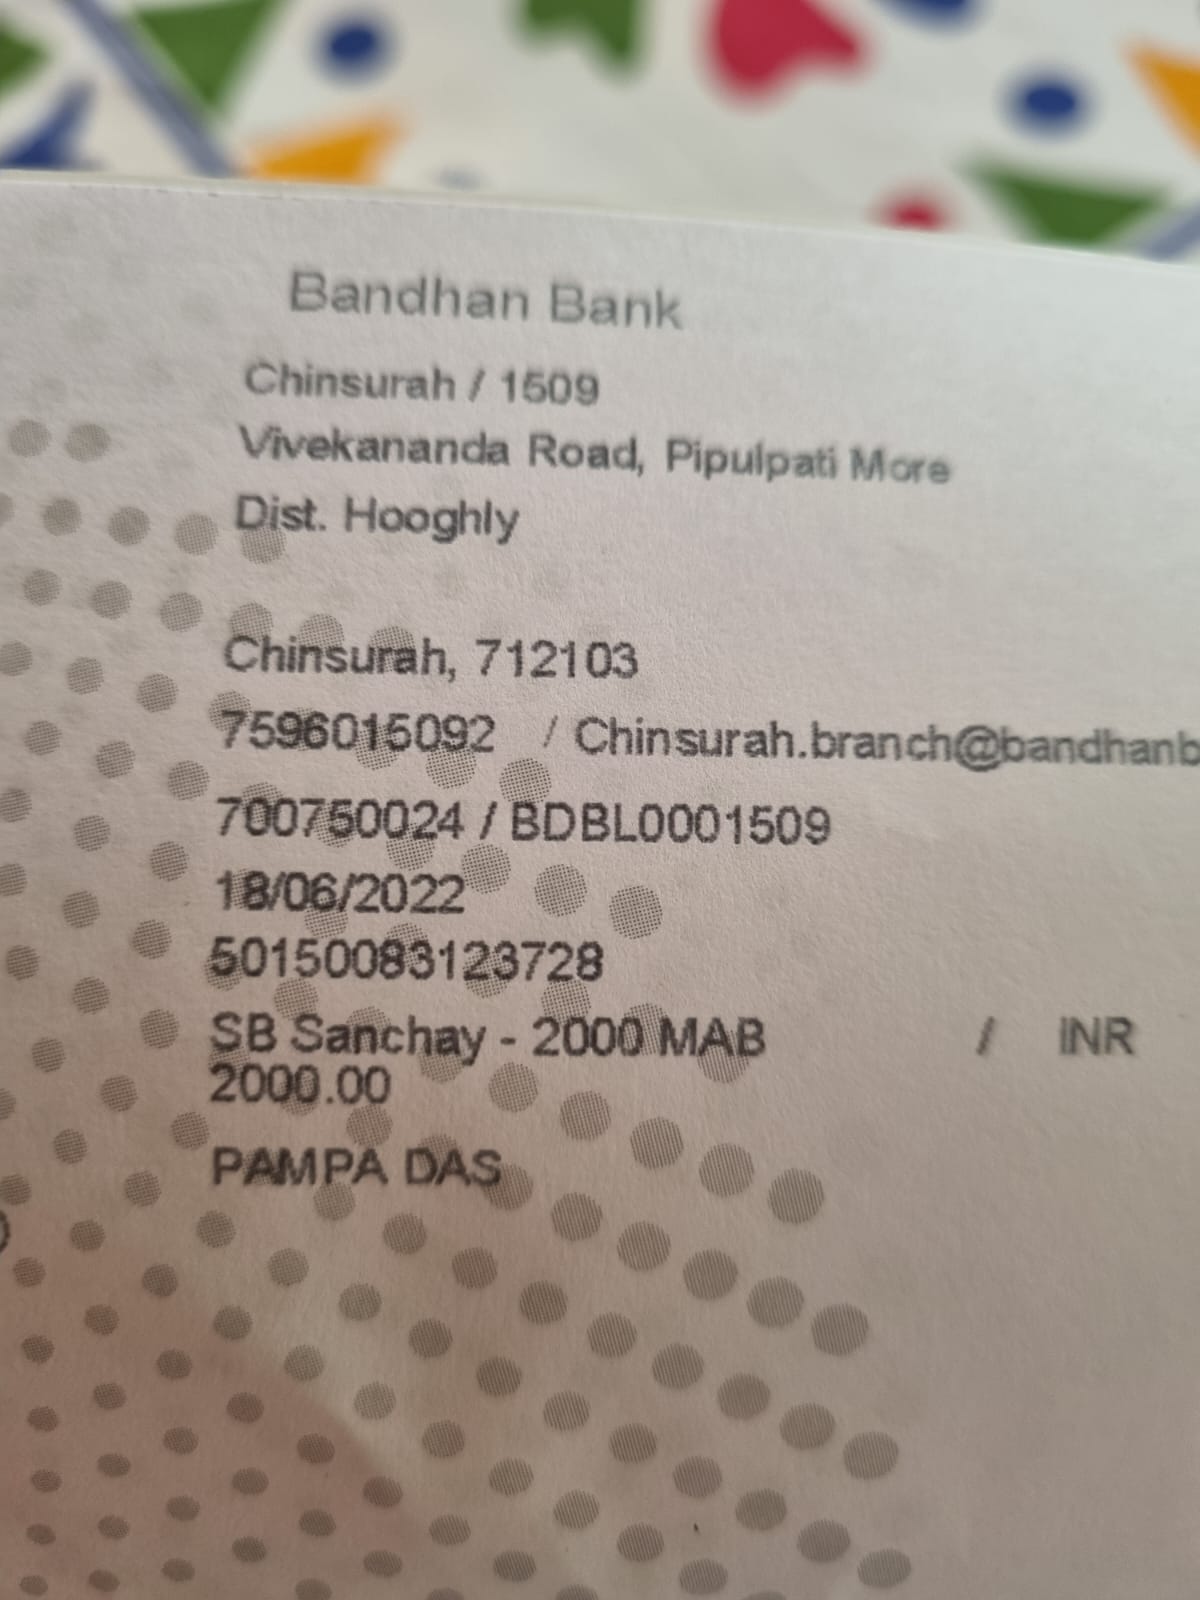 Bandhan Bank
Chinsurah / 1509
Vivekananda Road, Pipulpati More
Dist. Hooghly
Chinsurah, 712103
7596015092 / Chinsurah.branch@bandhanb
700750024 / BDBL0001509
18/06/2022
50150083123728
SB Sanchay - 2000 MAB / INR
2000.00
PAMPA DAS